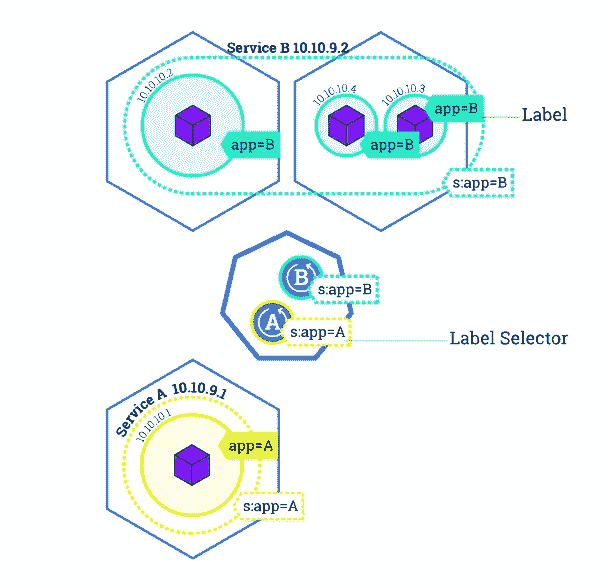 Service B 10.10.9.2
10.10.10.2
10.10.10.4
10.10.10.3
app=B
app=B
app=B
Label
s:app=B
B
s:app=B
A
s:app=A
Label Selector
Service A 10.10.9.1
10.10.10.1
app=A
s:app=A